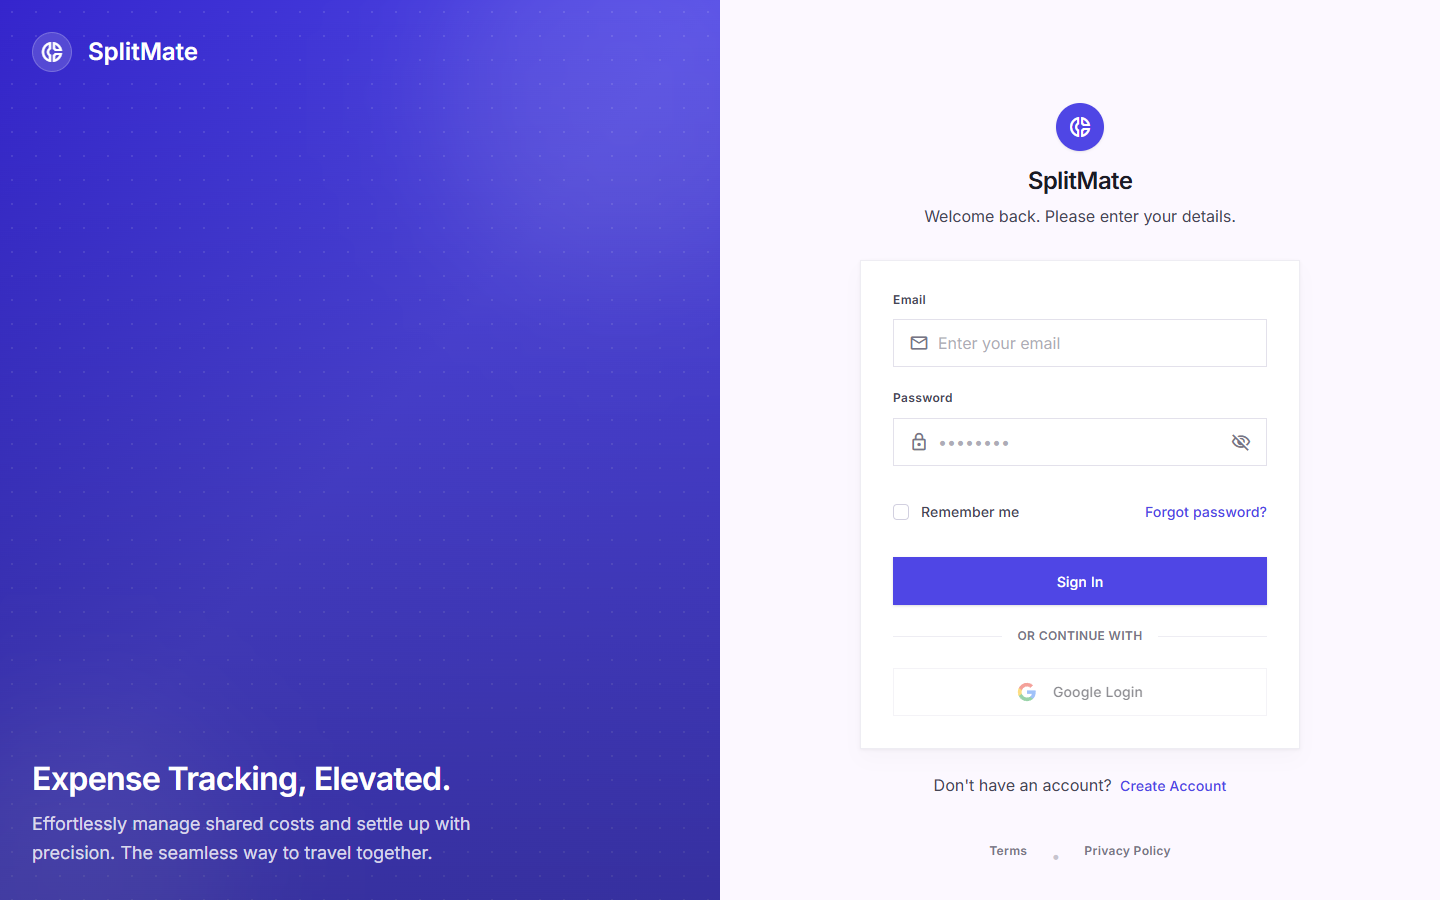 SplitMate
Expense Tracking, Elevated.
Effortlessly manage shared costs and settle up with
precision. The seamless way to travel together.
SplitMate
Welcome back. Please enter your details.
Email
Enter your email
Password
••••••••
Remember me
Forgot password?
Sign In
OR CONTINUE WITH
Google Login
Don't have an account? Create Account
Terms • Privacy Policy